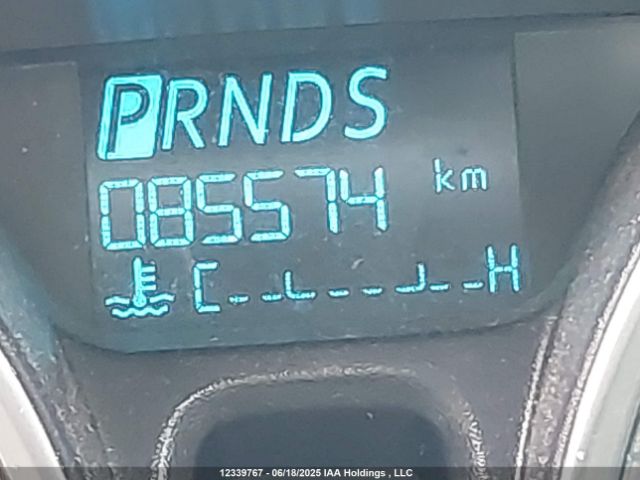 PRNDS
085574 km
C H
12339767 - 06/18/2025 IAA Holdings , LLC